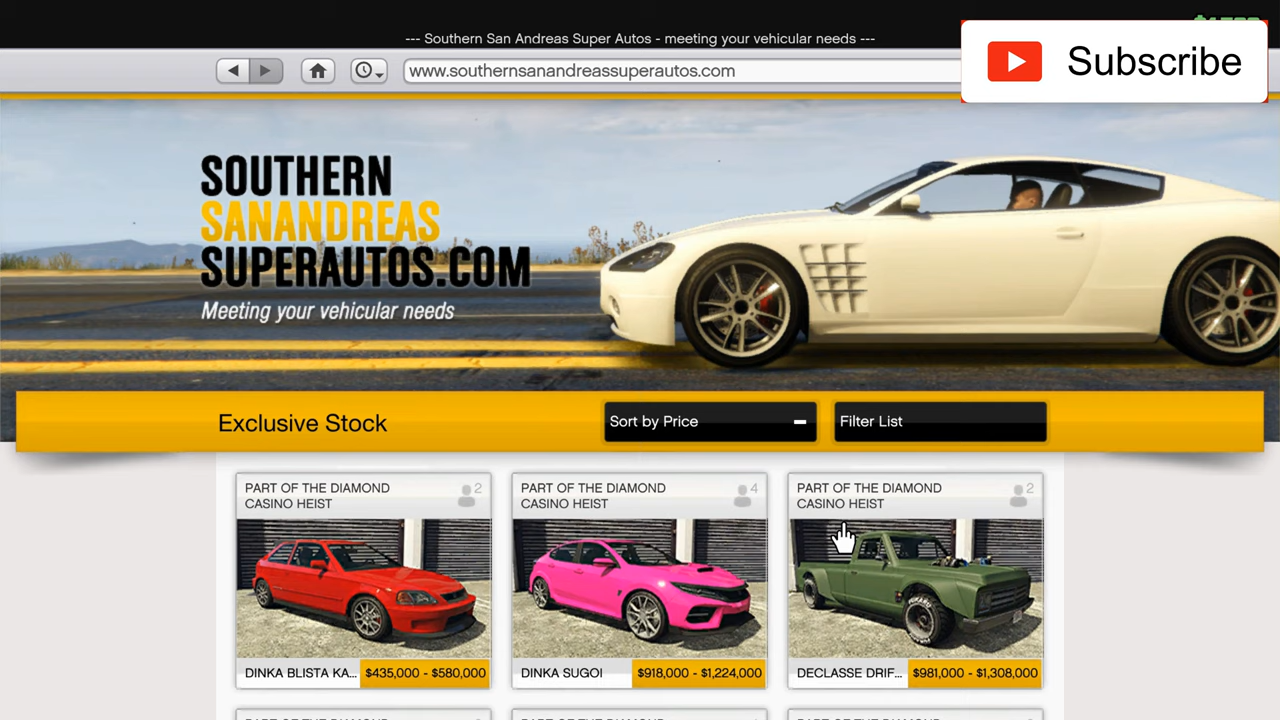 --- Southern San Andreas Super Autos - meeting your vehicular needs ---
www.southernsanandreassuperautos.com
Subscribe
SOUTHERN
SANANDREAS
SUPERAUTOS.COM
Meeting your vehicular needs
Exclusive Stock
Sort by Price
Filter List
PART OF THE DIAMOND
CASINO HEIST
2
DINKA BLISTA KA... $435,000 - $580,000
PART OF THE DIAMOND
CASINO HEIST
4
DINKA SUGOI $918,000 - $1,224,000
PART OF THE DIAMOND
CASINO HEIST
2
DECLASSE DRIF... $981,000 - $1,308,000